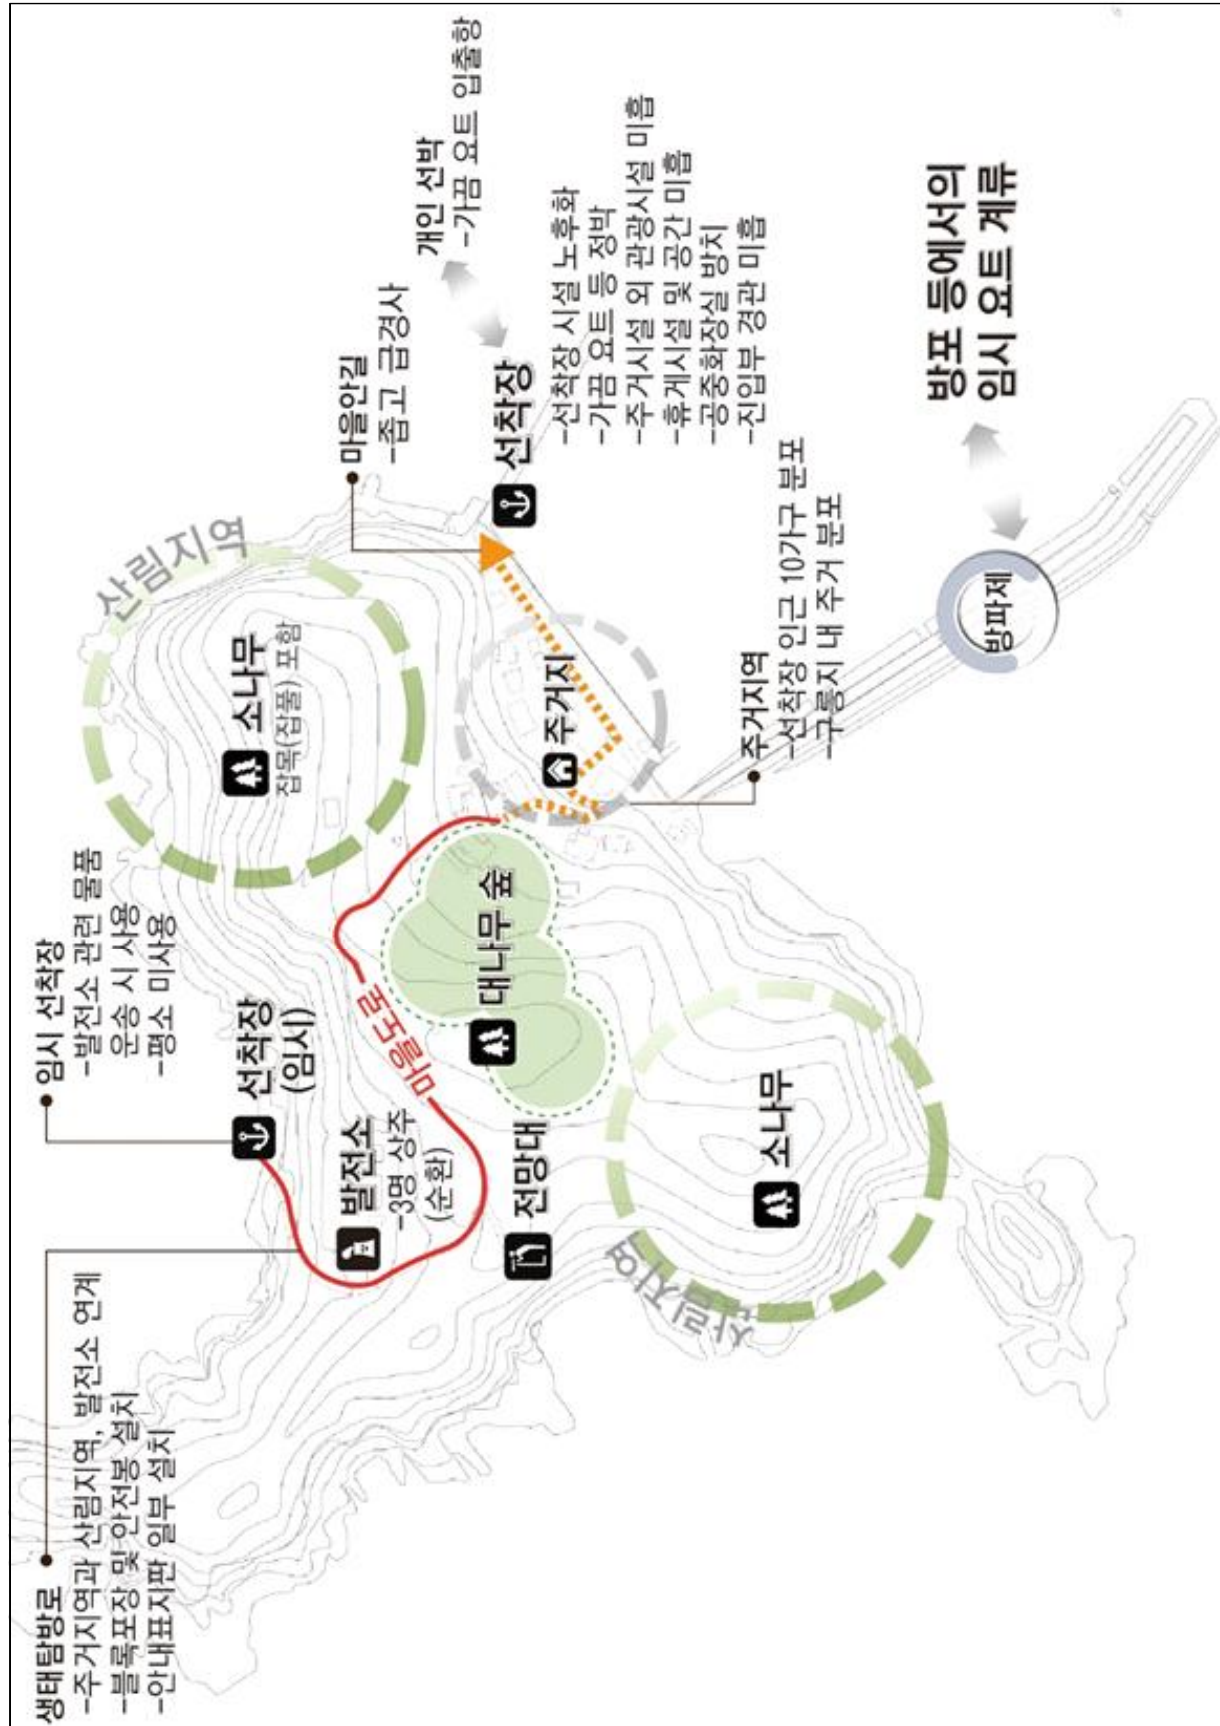 생태탐방로
-주거지역과 산림지역, 발전소 연계
-블록포장 및 안전봉 설치
-안내표지판 일부 설치
임시 선착장
-발전소 관련 물품
운송 시 사용
-평소 미사용
선착장
(임시)
발전소
-3명 상주
(순환)
마릉도로
전망대
대나무 숲
산림지역
소나무
잡목(잡풀) 포함
산림지역
소나무
마을안길
-좁고 급경사
개인 선박
-가끔 요트 입출항
선착장
-선착장 시설 노후화
-가끔 요트 등 정박
-주거시설 외 관광시설 미흡
-휴게시설 및 공간 미흡
-공중화장실 방치
-진입부 경관 미흡
주거지
주거지역
-선착장 인근 10가구 분포
-구릉지 내 주거 분포
방파제
방포 등에서의
임시 요트 계류